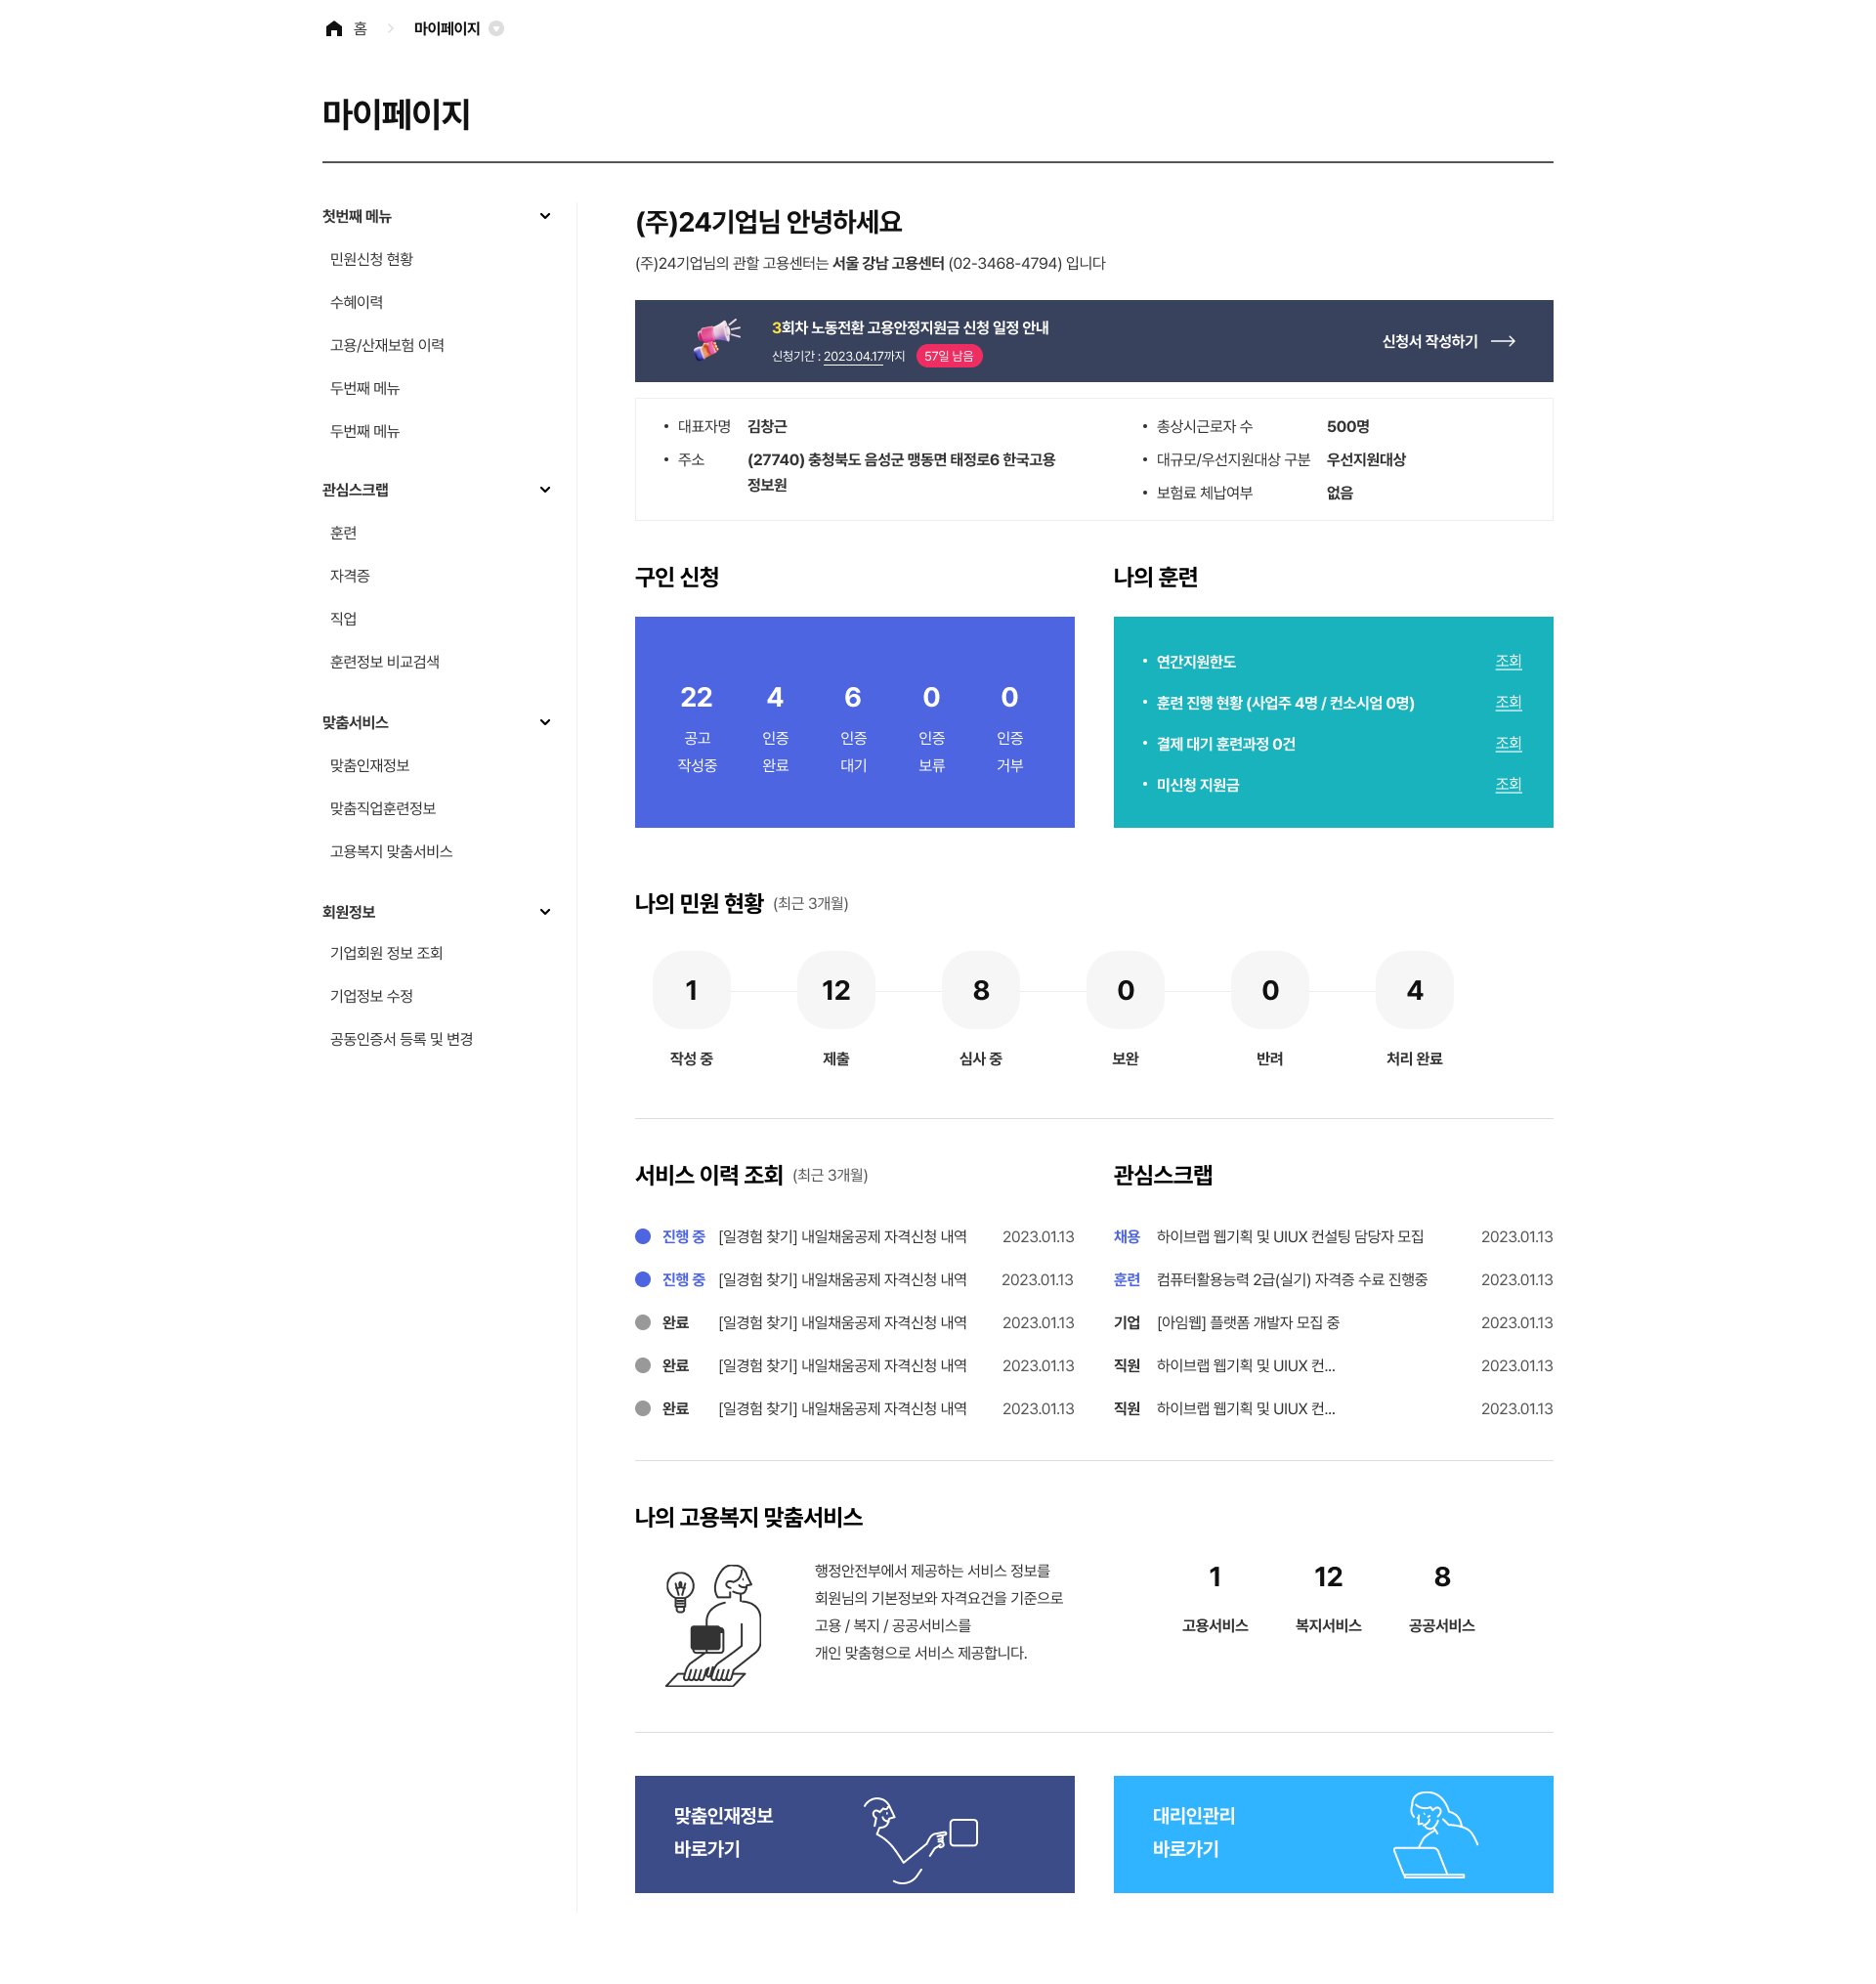 홈
마이페이지
마이페이지
첫번째 메뉴
민원신청 현황
수혜이력
고용/산재보험 이력
두번째 메뉴
두번째 메뉴
관심스크랩
훈련
자격증
직업
훈련정보 비교검색
맞춤서비스
맞춤인재정보
맞춤직업훈련정보
고용복지 맞춤서비스
회원정보
기업회원 정보 조회
기업정보 수정
공동인증서 등록 및 변경
(주)24기업님 안녕하세요
(주)24기업님의 관할 고용센터는 서울 강남 고용센터 (02-3468-4794) 입니다
3회차 노동전환 고용안정지원금 신청 일정 안내
신청기간 : 2023.04.17까지 57일 남음
신청서 작성하기
대표자명 김창근
주소 (27740) 충청북도 음성군 맹동면 태정로6 한국고용
정보원
총상시근로자 수 500명
대규모/우선지원대상 구분 우선지원대상
보험료 체납여부 없음
구인 신청
22 4 6 0 0
공고 인증 인증 인증 인증
작성중 완료 대기 보류 거부
나의 훈련
연간지원한도 조회
훈련 진행 현황 (사업주 4명 / 컨소시엄 0명) 조회
결제 대기 훈련과정 0건 조회
미신청 지원금 조회
나의 민원 현황 (최근 3개월)
1 12 8 0 0 4
작성 중 제출 심사 중 보완 반려 처리 완료
서비스 이력 조회 (최근 3개월)
진행 중 [일경험 찾기] 내일채움공제 자격신청 내역 2023.01.13
진행 중 [일경험 찾기] 내일채움공제 자격신청 내역 2023.01.13
완료 [일경험 찾기] 내일채움공제 자격신청 내역 2023.01.13
완료 [일경험 찾기] 내일채움공제 자격신청 내역 2023.01.13
완료 [일경험 찾기] 내일채움공제 자격신청 내역 2023.01.13
관심스크랩
채용 하이브랩 웹기획 및 UIUX 컨설팅 담당자 모집 2023.01.13
훈련 컴퓨터활용능력 2급(실기) 자격증 수료 진행중 2023.01.13
기업 [아임웹] 플랫폼 개발자 모집 중 2023.01.13
직원 하이브랩 웹기획 및 UIUX 컨... 2023.01.13
직원 하이브랩 웹기획 및 UIUX 컨... 2023.01.13
나의 고용복지 맞춤서비스
행정안전부에서 제공하는 서비스 정보를
회원님의 기본정보와 자격요건을 기준으로
고용 / 복지 / 공공서비스를
개인 맞춤형으로 서비스 제공합니다.
1 12 8
고용서비스 복지서비스 공공서비스
맞춤인재정보
바로가기
대리인관리
바로가기